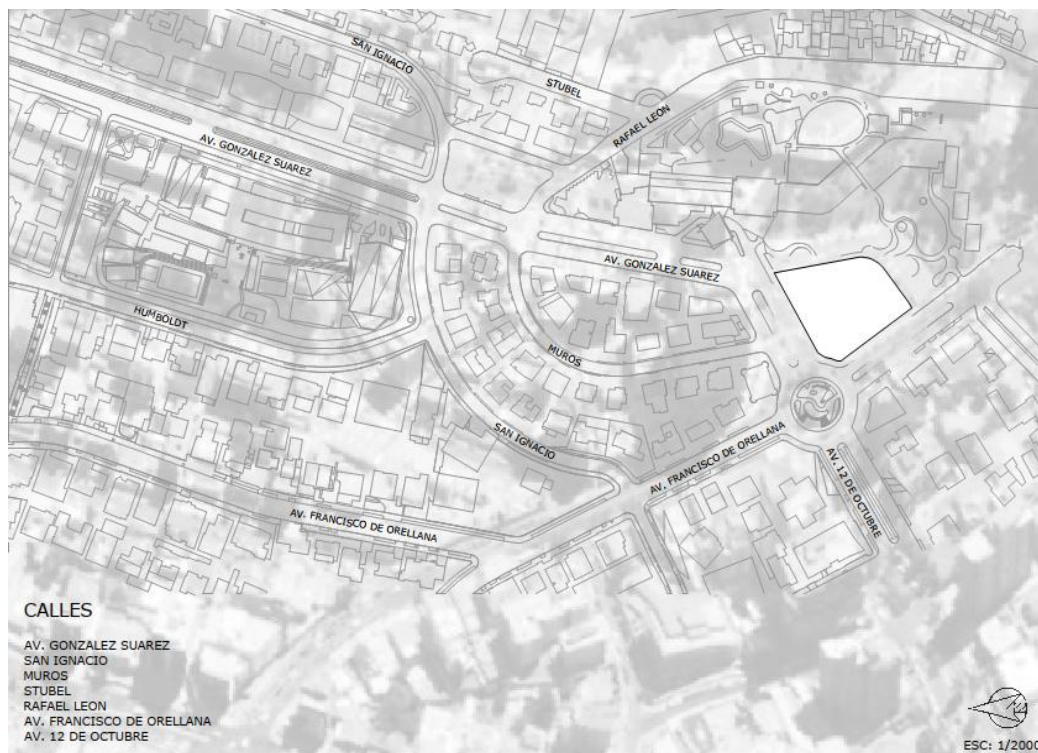 SAN IGNACIO
STUBEL
RAFAEL LEON
AV. GONZALEZ SUAREZ
AV. GONZALEZ SUAREZ
HUMBOLDT
MUROS
SAN IGNACIO
AV. FRANCISCO DE ORELLANA
AV. 12 DE OCTUBRE
AV. FRANCISCO DE ORELLANA
CALLES
AV. GONZALEZ SUAREZ
SAN IGNACIO
MUROS
STUBEL
RAFAEL LEON
AV. FRANCISCO DE ORELLANA
AV. 12 DE OCTUBRE
ESC: 1/2000